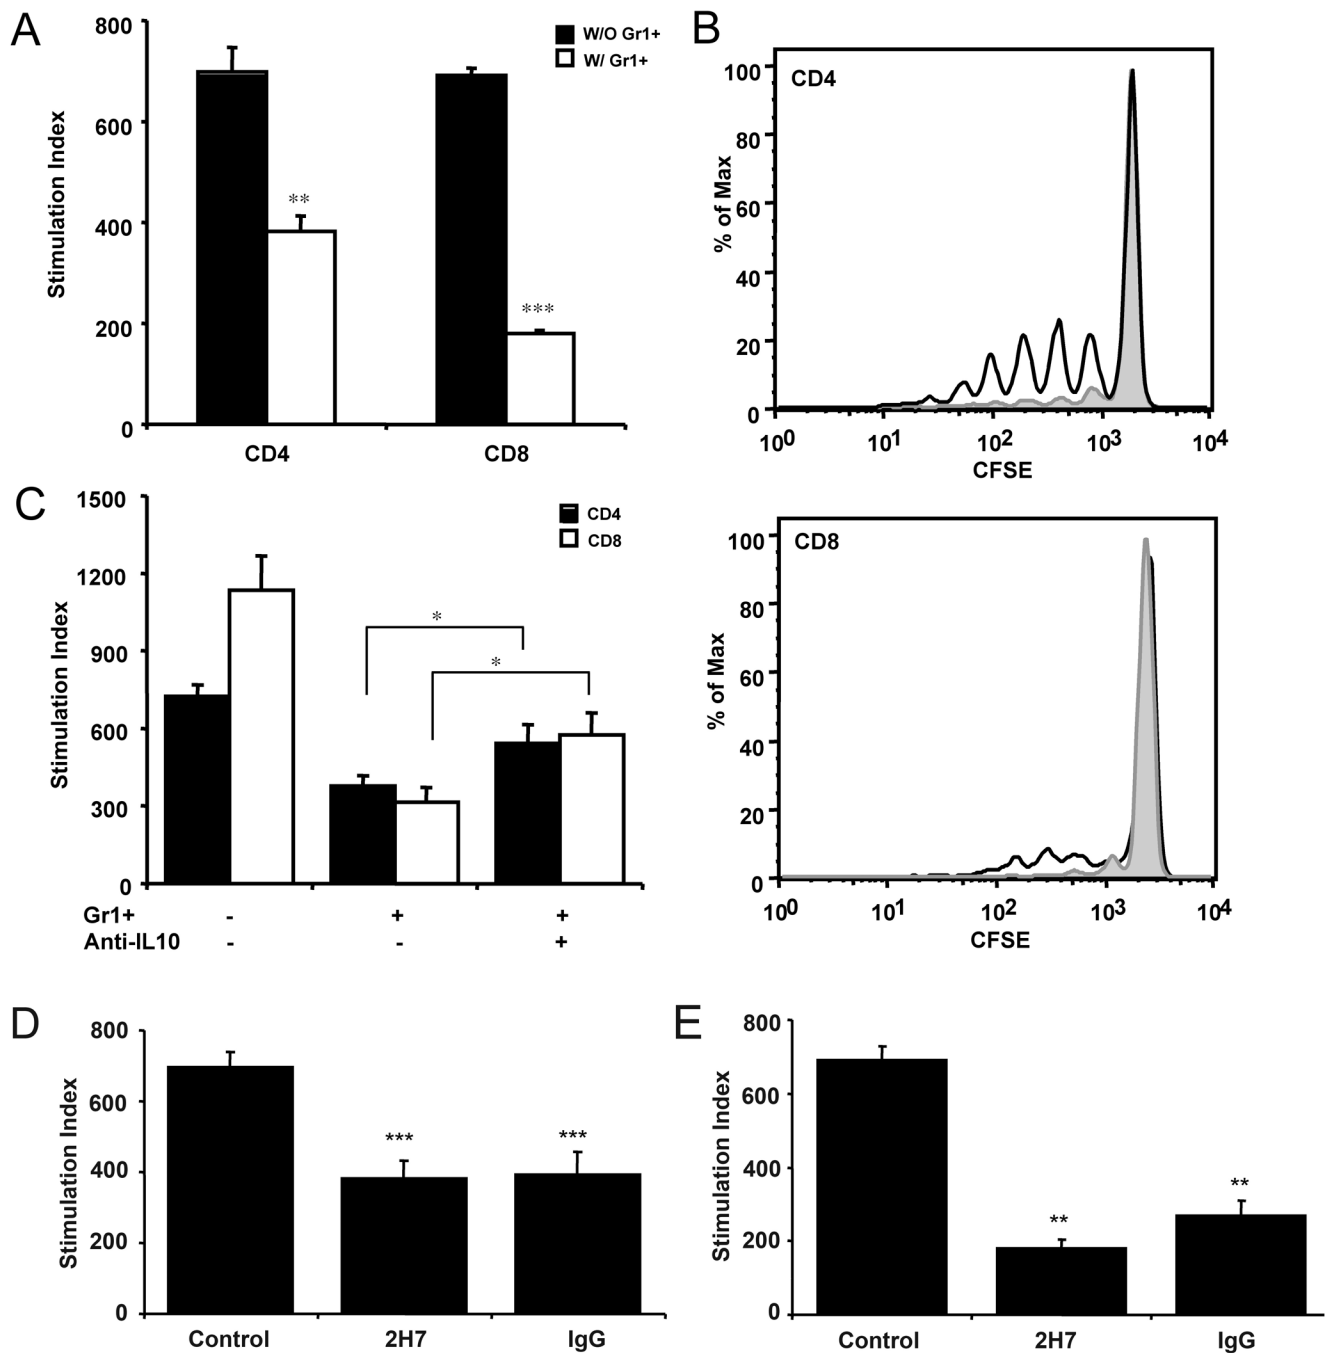 A
800
600
400
200
0
Stimulation Index
W/O Gr1+
W/ Gr1+
**
***
CD4 CD8
B
CD4
100
80
60
40
20
0
% of Max
10^0 10^1 10^2 10^3 10^4
CFSE
CD8
100
80
60
40
20
0
% of Max
10^0 10^1 10^2 10^3 10^4
CFSE
C
1500
1200
900
600
300
0
Stimulation Index
CD4
CD8
*
*
Gr1+ - + +
Anti-IL10 - - +
D
800
600
400
200
0
Stimulation Index
*** ***
Control 2H7 IgG
E
800
600
400
200
0
Stimulation Index
** **
Control 2H7 IgG